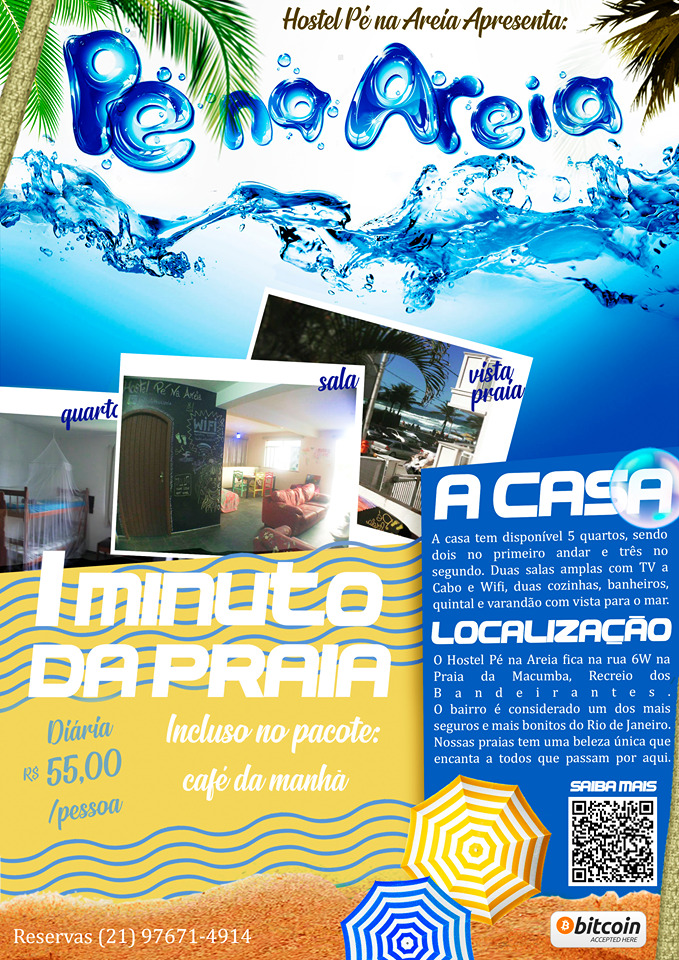 Hostel Pé na Areia Apresenta:
Pé na Areia
quarto
sala
vista
praia
Hostel Pé Na Areia
WiFi
A CASA
A casa tem disponível 5 quartos, sendo
dois no primeiro andar e três no
segundo. Duas salas amplas com TV a
Cabo e Wifi, duas cozinhas, banheiros,
quintal e varandão com vista para o mar.
1 MINUTO
DA PRAIA
LOCALIZAÇÃO
O Hostel Pé na Areia fica na rua 6W na
Praia da Macumba, Recreio dos
Bandeirantes.
O bairro é considerado um dos mais
seguros e mais bonitos do Rio de Janeiro.
Nossas praias tem uma beleza única que
encanta a todos que passam por aqui.
Diária
R$ 55,00
/pessoa
Incluso no pacote:
café da manhã
SAIBA MAIS
Reservas (21) 97671-4914
bitcoin
ACCEPTED HERE